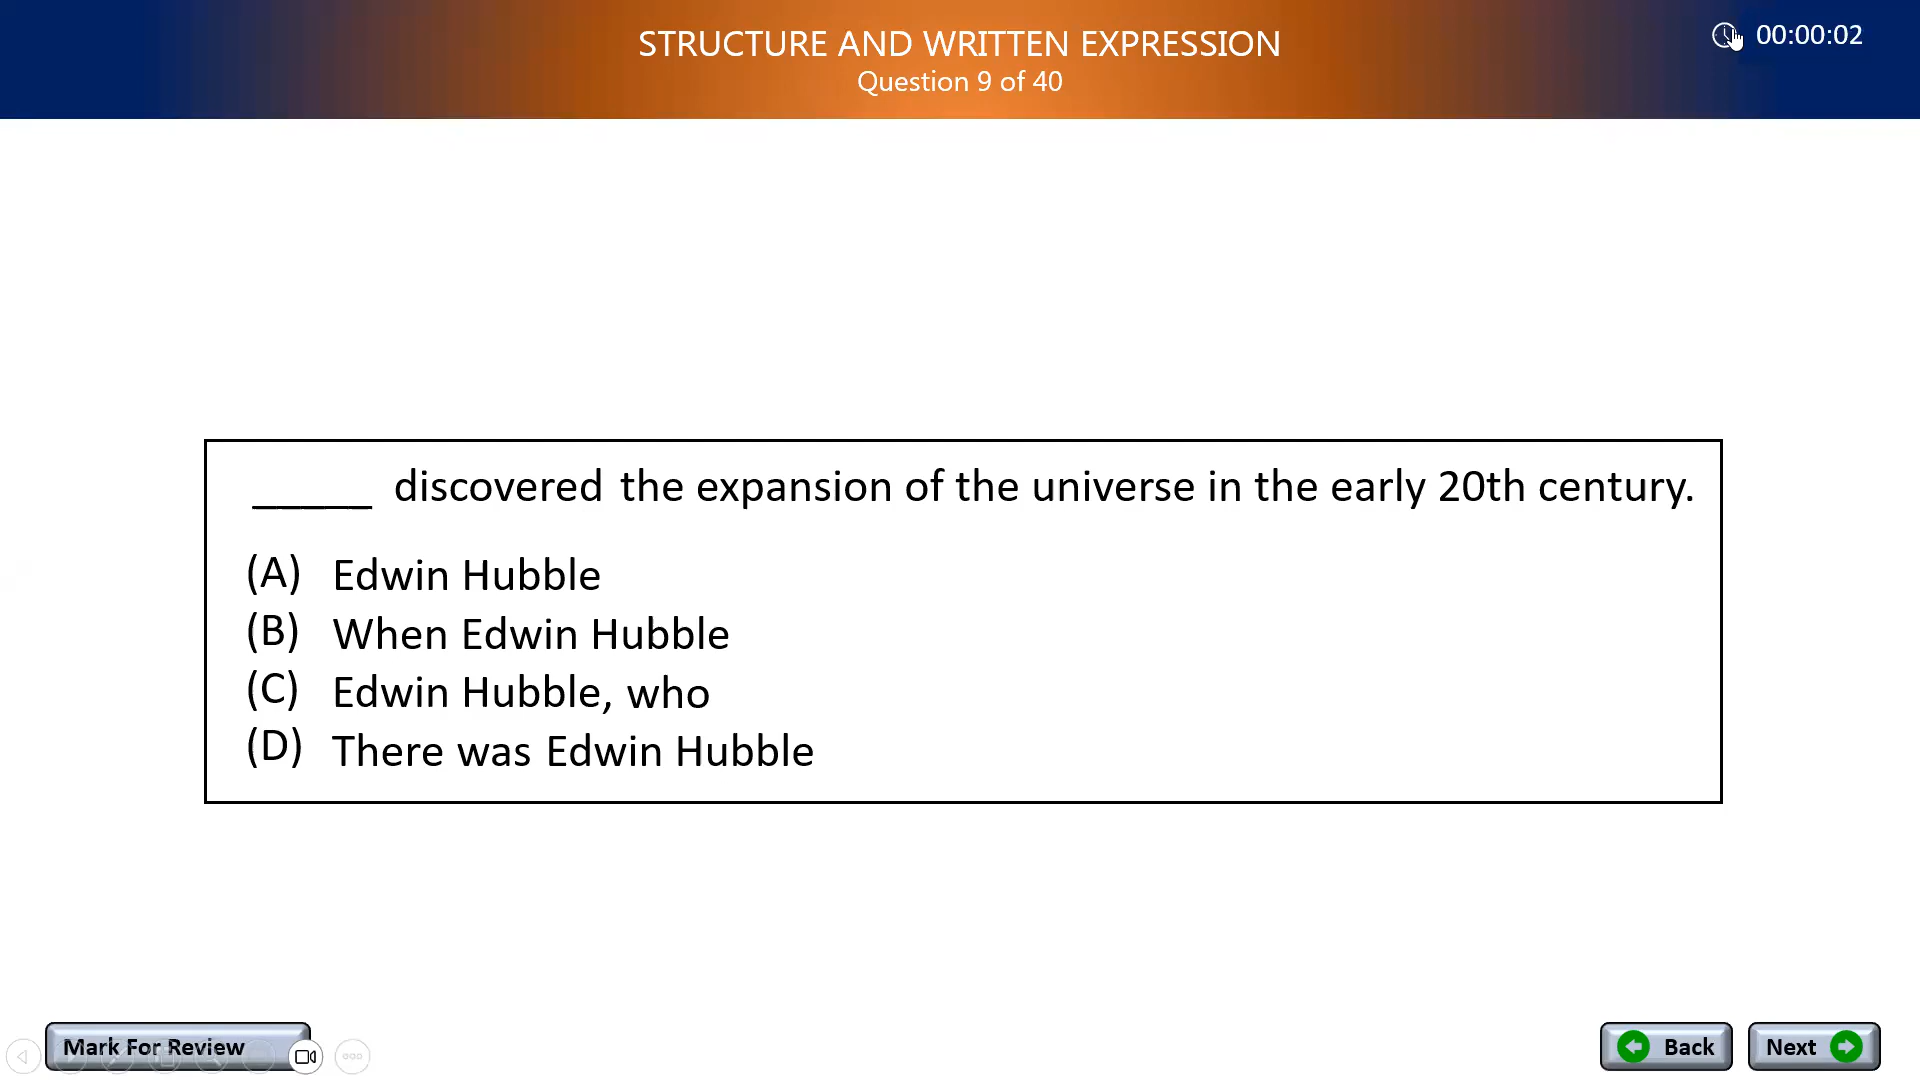 STRUCTURE AND WRITTEN EXPRESSION
Question 9 of 40
00:00:02
_____ discovered the expansion of the universe in the early 20th century.
(A) Edwin Hubble
(B) When Edwin Hubble
(C) Edwin Hubble, who
(D) There was Edwin Hubble
Mark For Review
Back
Next